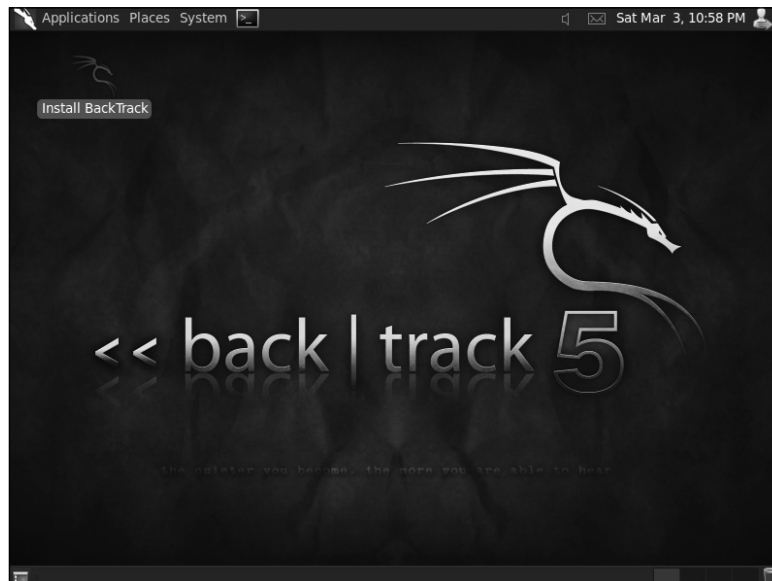 Applications Places System
Sat Mar 3, 10:58 PM
Install BackTrack
<< back | track 5
the quieter you become, the more you are able to hear